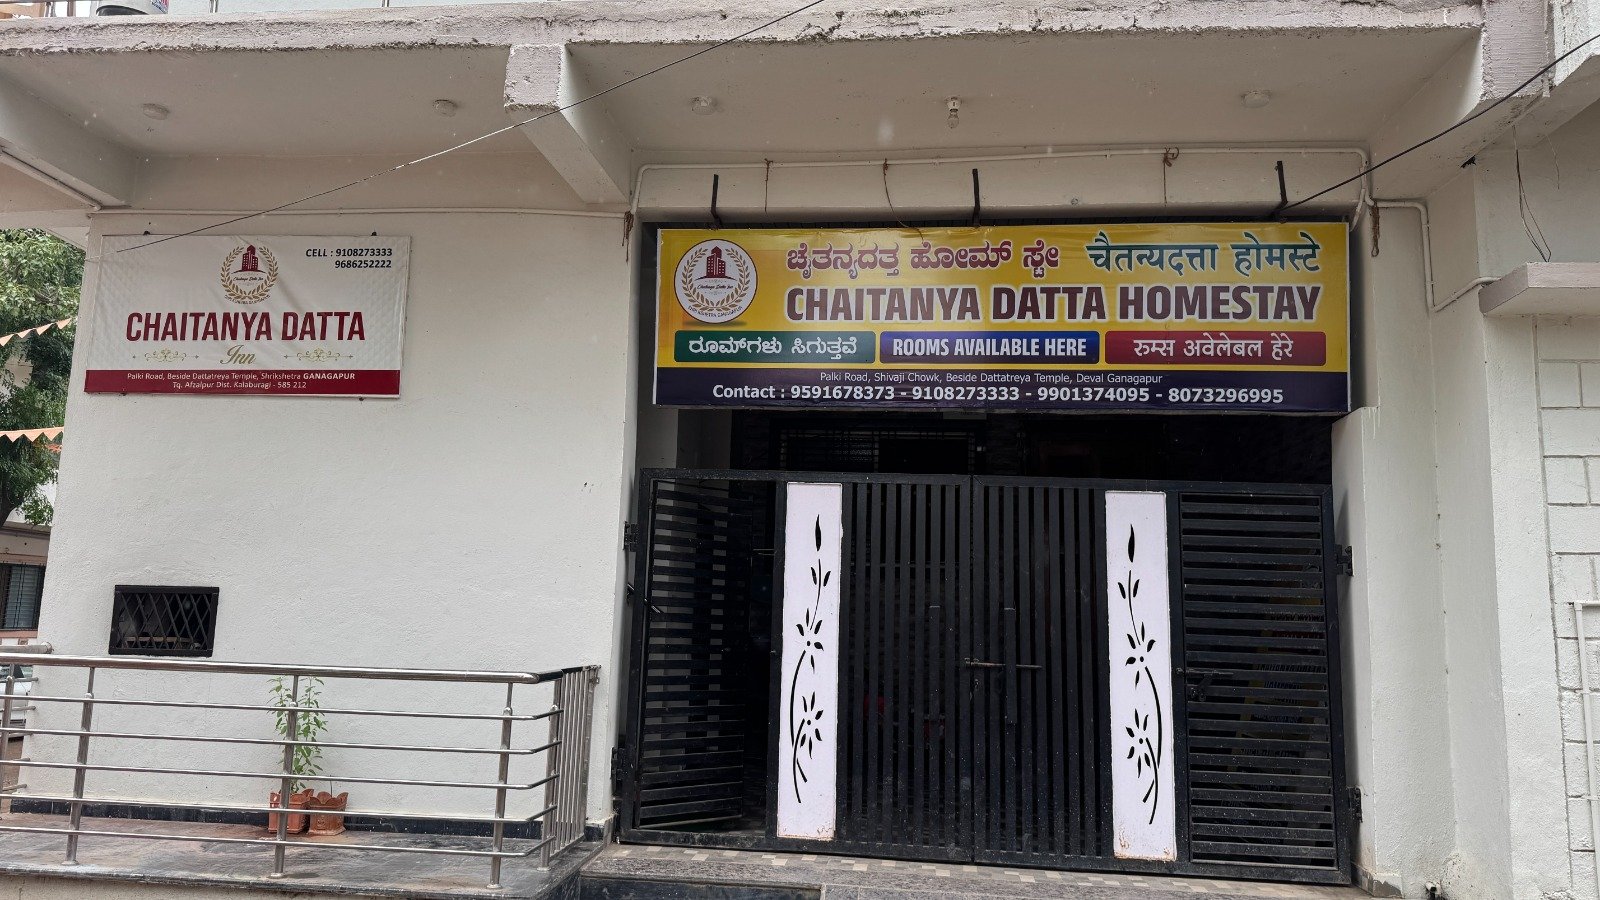 CELL : 9108273333
9686252222
CHAITANYA DATTA
Inn
Palki Road, Beside Dattatreya Temple, Shrikshetra GANAGAPUR
Tq. Afzalpur Dist. Kalaburagi - 585 212
ಚೈತನ್ಯದತ್ತ ಹೋಮ್ ಸ್ಟೇ चैतन्यदत्ता होमस्टे
CHAITANYA DATTA HOMESTAY
ರೂಮ್‌ಗಳು ಸಿಗುತ್ತವೆ ROOMS AVAILABLE HERE रुम्स अवेलेबल हेरे
Palki Road, Shivaji Chowk, Beside Dattatreya Temple, Deval Ganagapur
Contact : 9591678373 - 9108273333 - 9901374095 - 8073296995